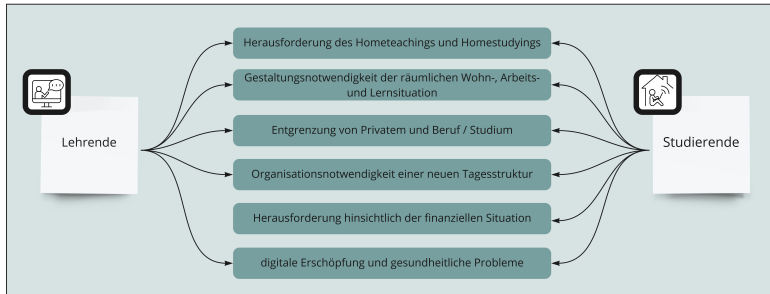 Herausforderung des Hometeachings und Homestudyings
Gestaltungsnotwendigkeit der räumlichen Wohn-, Arbeits-
und Lernsituation
Lehrende
Entgrenzung von Privatem und Beruf / Studium
Studierende
Organisationsnotwendigkeit einer neuen Tagesstruktur
Herausforderung hinsichtlich der finanziellen Situation
digitale Erschöpfung und gesundheitliche Probleme